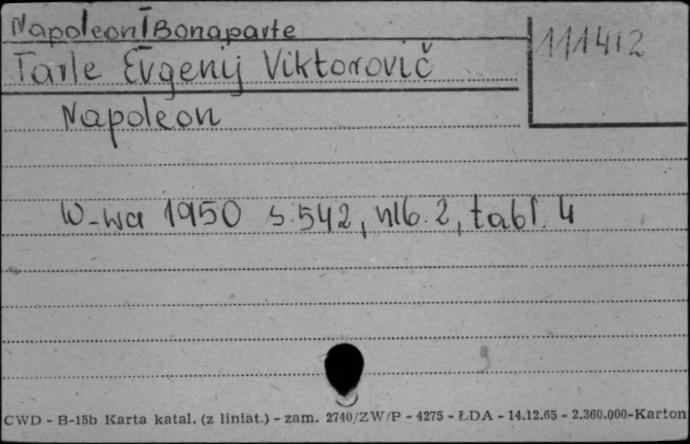 Napoleon I Bonaparte
111412
Tarle Evgenij Viktorovič
Napoleon
W-wa 1950 s. 542, nlb. 2, tabl. 4
CWD - B-15b Karta katal. (z liniat.) - zam. 2740/ZW/P - 4275 - ŁDA - 14.12.65 - 2.360.000-Karton